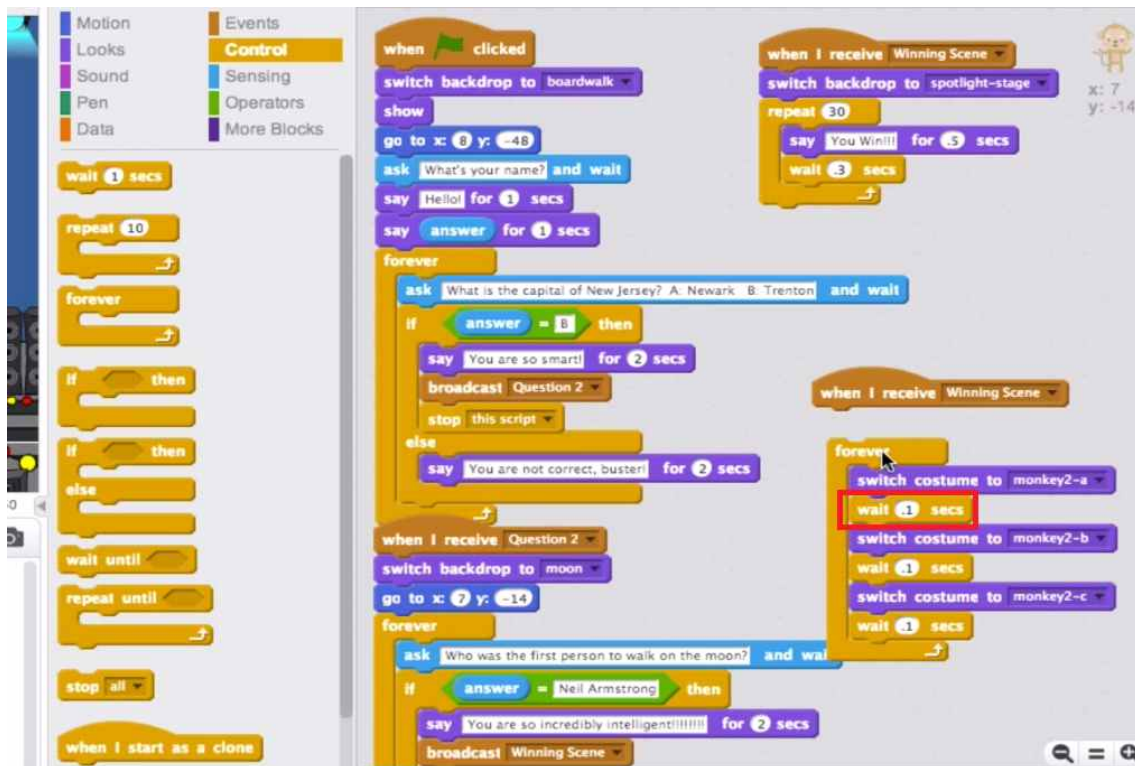 Motion
Looks
Sound
Pen
Data
Events
Control
Sensing
Operators
More Blocks
wait 1 secs
repeat 10
forever
if then
if then
else
wait until
repeat until
stop all
when I start as a clone
when clicked
switch backdrop to boardwalk
show
go to x: 8 y: -48
ask What's your name? and wait
say Hello! for 1 secs
say answer for 1 secs
forever
ask What is the capital of New Jersey? A: Newark B: Trenton and wait
if answer = B then
say You are so smart! for 2 secs
broadcast Question 2
stop this script
else
say You are not correct, buster! for 2 secs
when I receive Question 2
switch backdrop to moon
go to x: 7 y: -14
forever
ask Who was the first person to walk on the moon? and wai
if answer = Neil Armstrong then
say You are so incredibly intelligent!!!!!!!! for 2 secs
broadcast Winning Scene
when I receive Winning Scene
switch backdrop to spotlight-stage
repeat 30
say You Win!!! for .5 secs
wait .3 secs
x: 7
y: -14
when I receive Winning Scene
forever
switch costume to monkey2-a
wait .1 secs
switch costume to monkey2-b
wait .1 secs
switch costume to monkey2-c
wait .1 secs